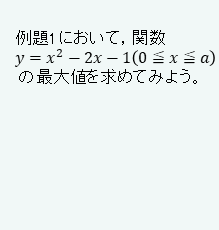 例題1において，関数
y = x² − 2x − 1(0 ≦ x ≦ a)
の最大値を求めてみよう。